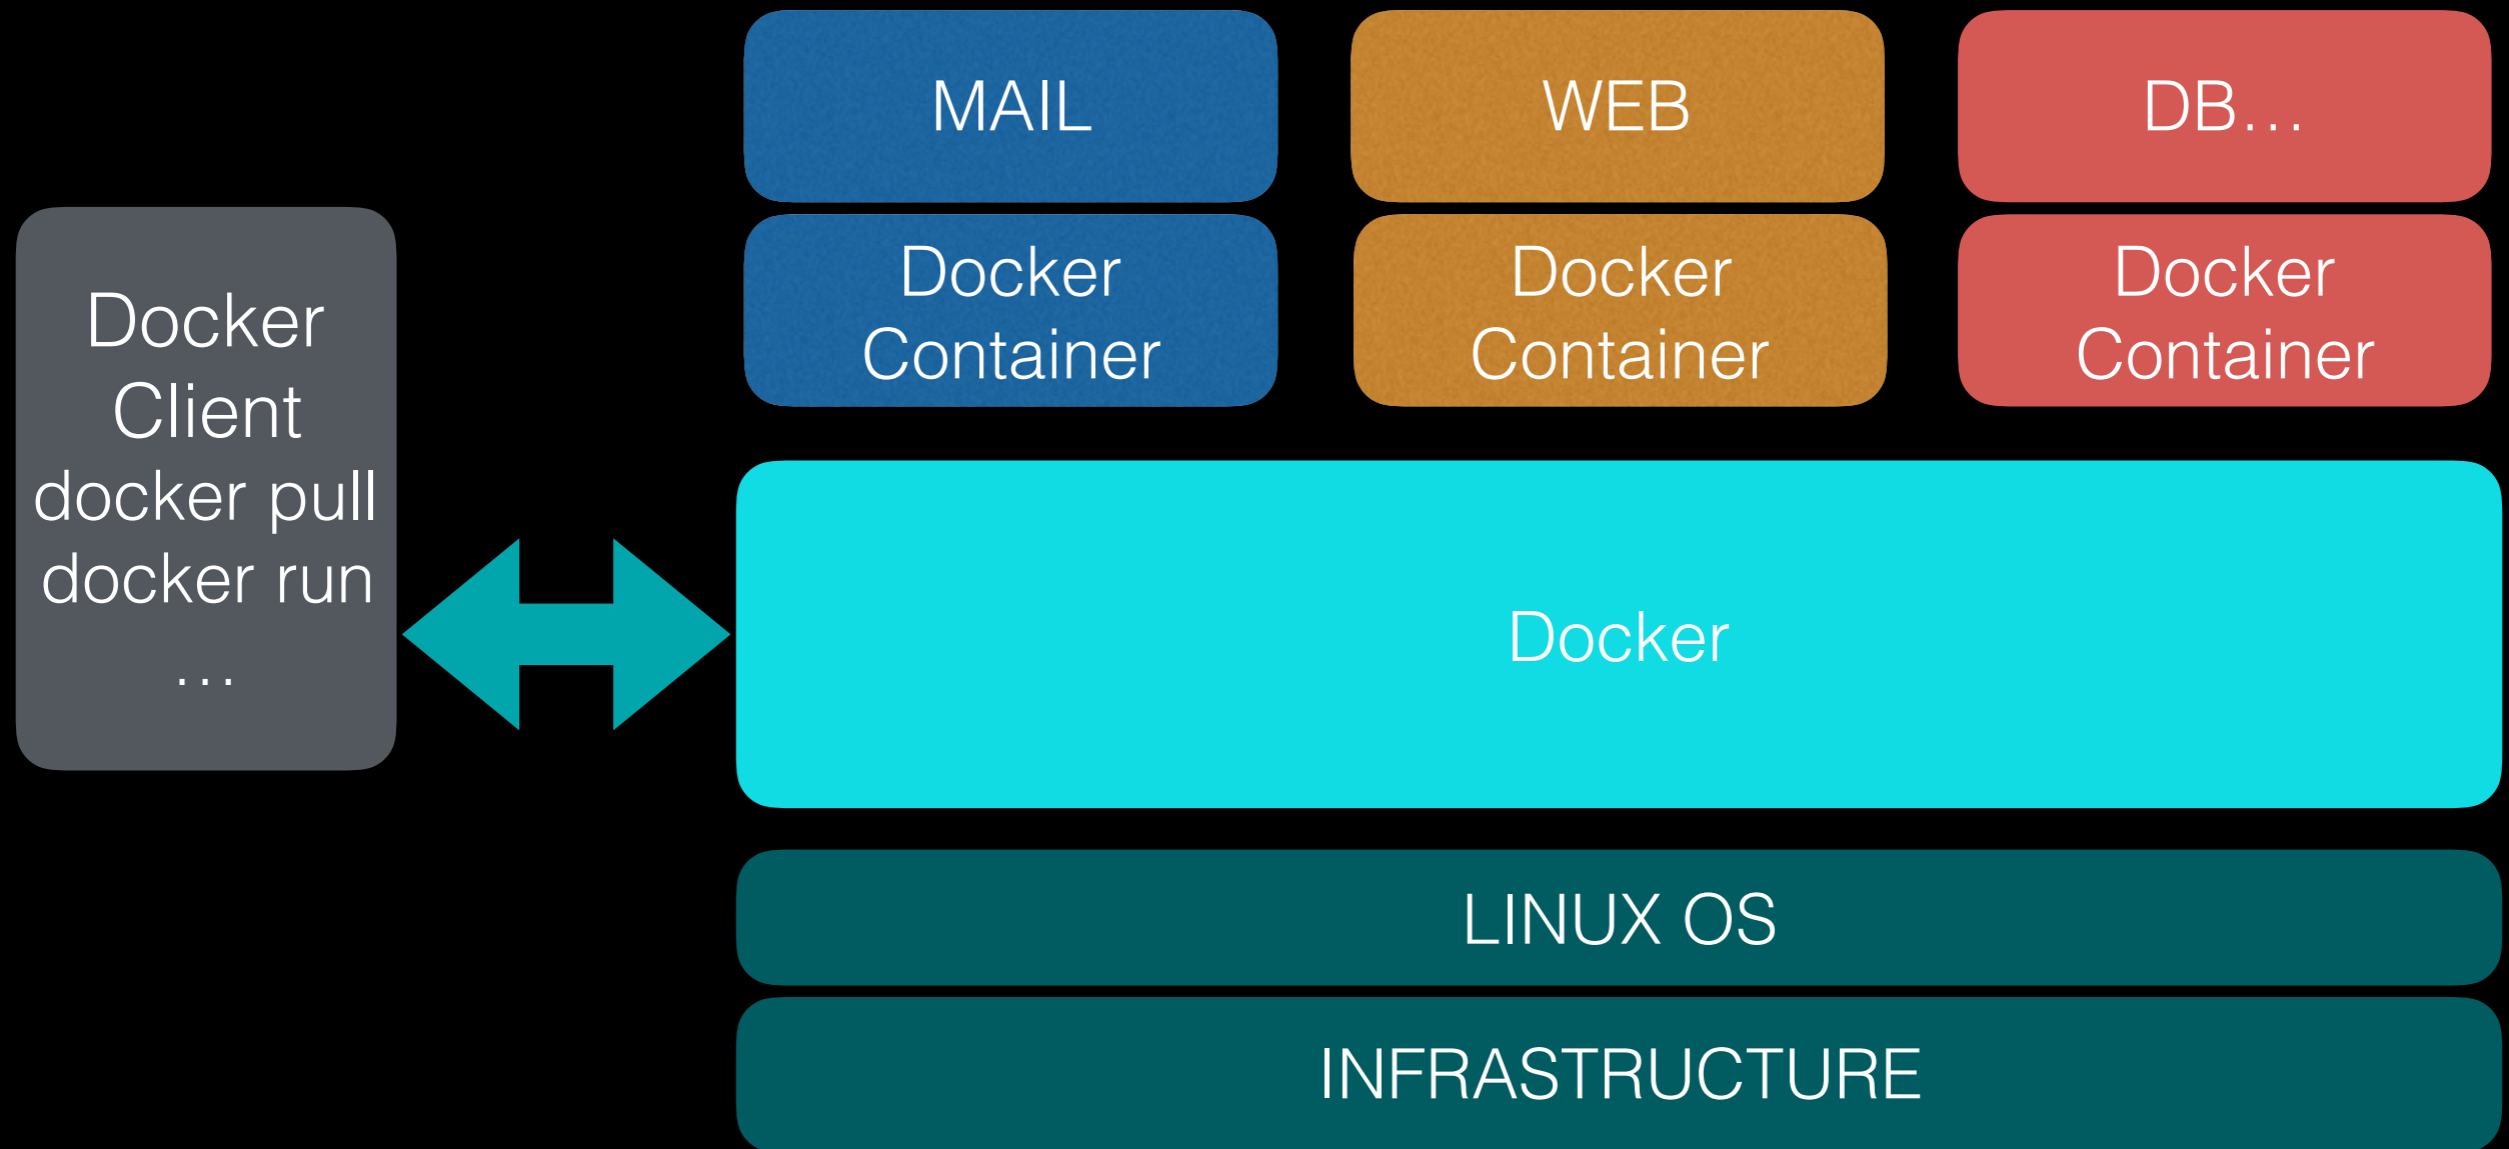 MAIL
WEB
DB…
Docker
Container
Docker
Container
Docker
Container
Docker
Client
docker pull
docker run
…
Docker
LINUX OS
INFRASTRUCTURE